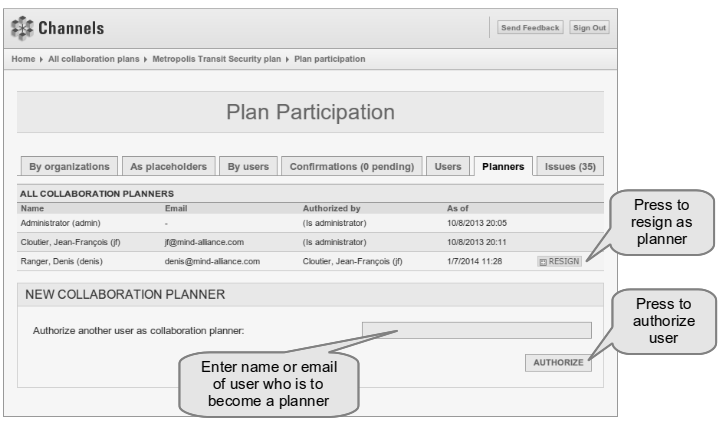 Channels
Send Feedback Sign Out
Home All collaboration plans Metropolis Transit Security plan Plan participation
Plan Participation
By organizations As placeholders By users Confirmations (0 pending) Users Planners Issues (35)
ALL COLLABORATION PLANNERS
Name Email Authorized by As of
Administrator (admin) - (Is administrator) 10/8/2013 20:05
Cloutier, Jean-François (jf) jf@mind-alliance.com (Is administrator) 10/8/2013 20:11
Ranger, Denis (denis) denis@mind-alliance.com Cloutier, Jean-François (jf) 1/7/2014 11:28 RESIGN
Press to
resign as
planner
NEW COLLABORATION PLANNER
Authorize another user as collaboration planner:
Press to
authorize
user
AUTHORIZE
Enter name or email
of user who is to
become a planner